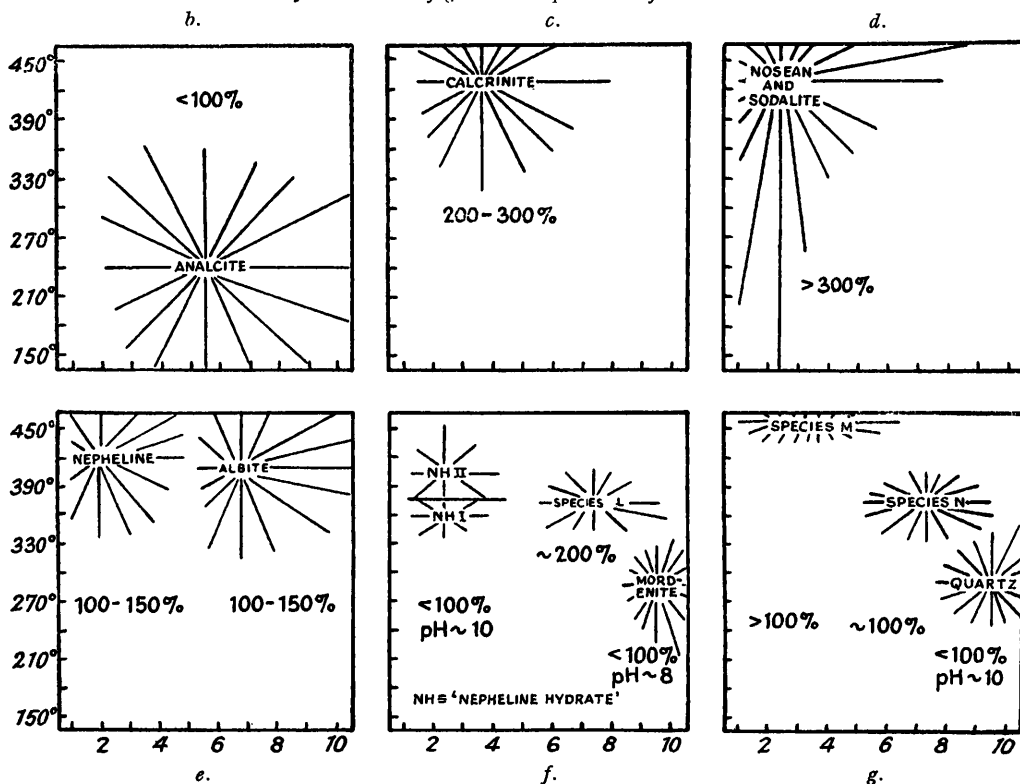 b. c. d.
450°
390°
330°
270°
210°
150°
<100%
ANALCITE
CALCRINITE
200-300%
NOSEAN
AND
SODALITE
>300%
450°
390°
330°
270°
210°
150°
NEPHELINE
ALBITE
100-150% 100-150%
2 4 6 8 10
NH II
NH I
SPECIES L
~200%
MORD-
ENITE
<100%
pH~10
<100%
pH~8
NH≡'NEPHELINE HYDRATE'
2 4 6 8 10
SPECIES M
SPECIES N
QUARTZ
>100% ~100%
<100%
pH~10
2 4 6 8 10
e. f. g.